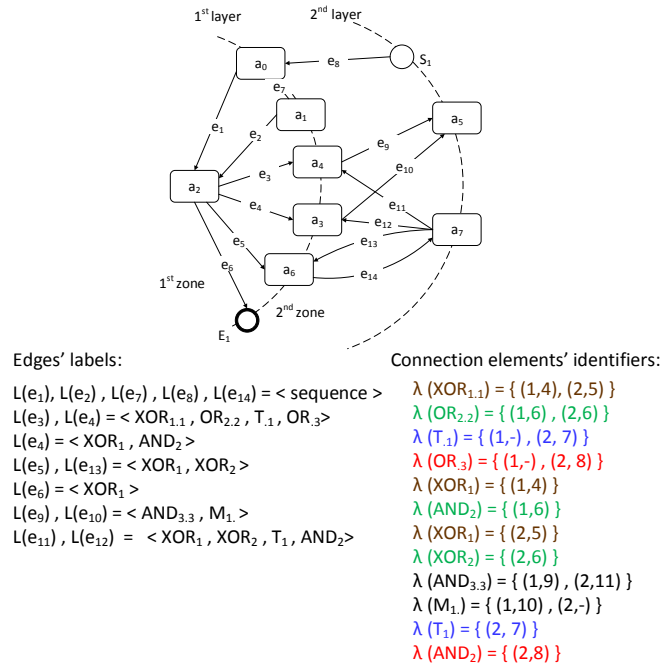 1st layer
2nd layer
a0
e8
S1
e7
a1
a5
e1
e2
e9
a4
e3
e10
a2
e4
e11
a3
e12
a7
e5
e13
e6
a6
e14
1st zone
2nd zone
E1
Edges' labels:
L(e1), L(e2) , L(e7) , L(e8) , L(e14) = < sequence >
L(e3) , L(e4) = < XOR1.1 , OR2.2 , T.1 , OR.3>
L(e4) = < XOR1 , AND2>
L(e5) , L(e13) = < XOR1 , XOR2>
L(e6) = < XOR1 >
L(e9) , L(e10) = < AND3.3 , M1. >
L(e11) , L(e12) = < XOR1 , XOR2 , T1 , AND2>
Connection elements' identifiers:
λ (XOR1.1) = { (1,4), (2,5) }
λ (OR2.2) = { (1,6) , (2,6) }
λ (T.1) = { (1,-) , (2, 7) }
λ (OR.3) = { (1,-) , (2, 8) }
λ (XOR1) = { (1,4) }
λ (AND2) = { (1,6) }
λ (XOR1) = { (2,5) }
λ (XOR2) = { (2,6) }
λ (AND3.3) = { (1,9) , (2,11) }
λ (M1.) = { (1,10) , (2,-) }
λ (T1) = { (2, 7) }
λ (AND2) = { (2,8) }